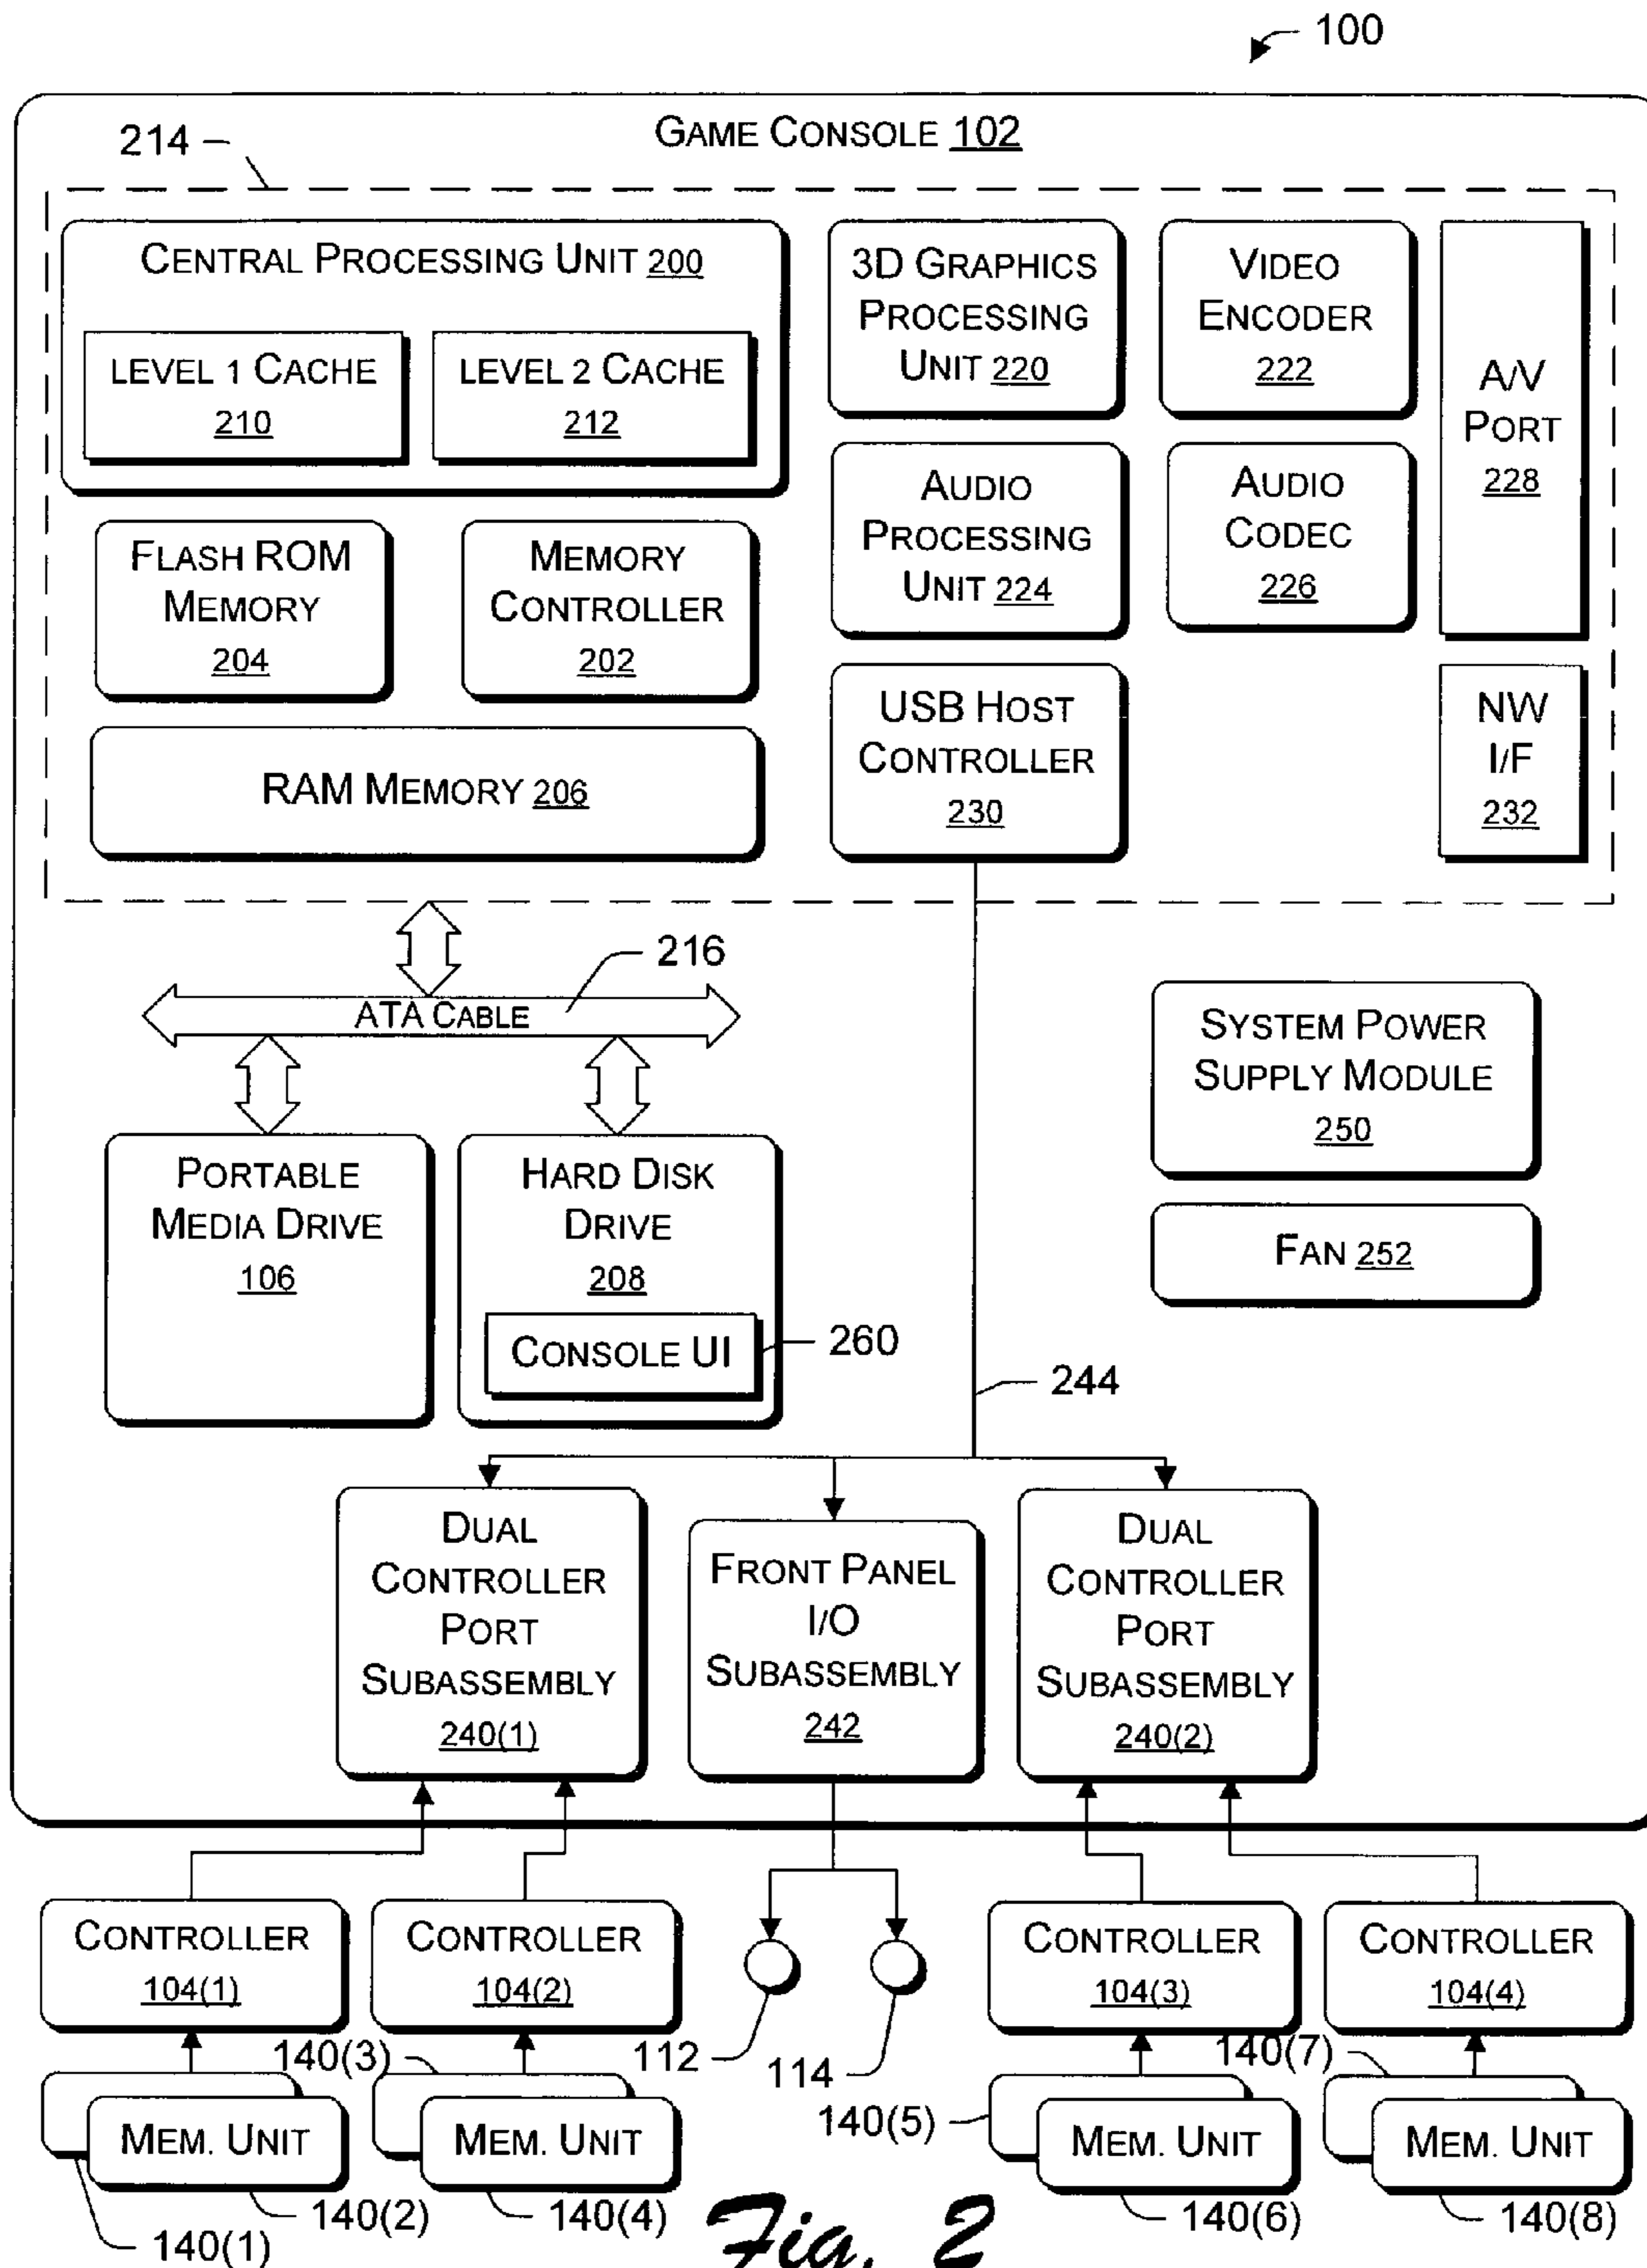 100
GAME CONSOLE 102
214
CENTRAL PROCESSING UNIT 200
LEVEL 1 CACHE
210
LEVEL 2 CACHE
212
3D GRAPHICS
PROCESSING
UNIT 220
VIDEO
ENCODER
222
A/V
PORT
228
FLASH ROM
MEMORY
204
MEMORY
CONTROLLER
202
AUDIO
PROCESSING
UNIT 224
AUDIO
CODEC
226
RAM MEMORY 206
USB HOST
CONTROLLER
230
NW
I/F
232
216
ATA CABLE
PORTABLE
MEDIA DRIVE
106
HARD DISK
DRIVE
208
CONSOLE UI
260
SYSTEM POWER
SUPPLY MODULE
250
FAN 252
244
DUAL
CONTROLLER
PORT
SUBASSEMBLY
240(1)
FRONT PANEL
I/O
SUBASSEMBLY
242
DUAL
CONTROLLER
PORT
SUBASSEMBLY
240(2)
CONTROLLER
104(1)
CONTROLLER
104(2)
112
114
CONTROLLER
104(3)
CONTROLLER
104(4)
140(3)
140(7)
140(5)
MEM. UNIT
MEM. UNIT
MEM. UNIT
MEM. UNIT
140(1)
140(2)
140(4)
140(6)
140(8)
Fig. 2